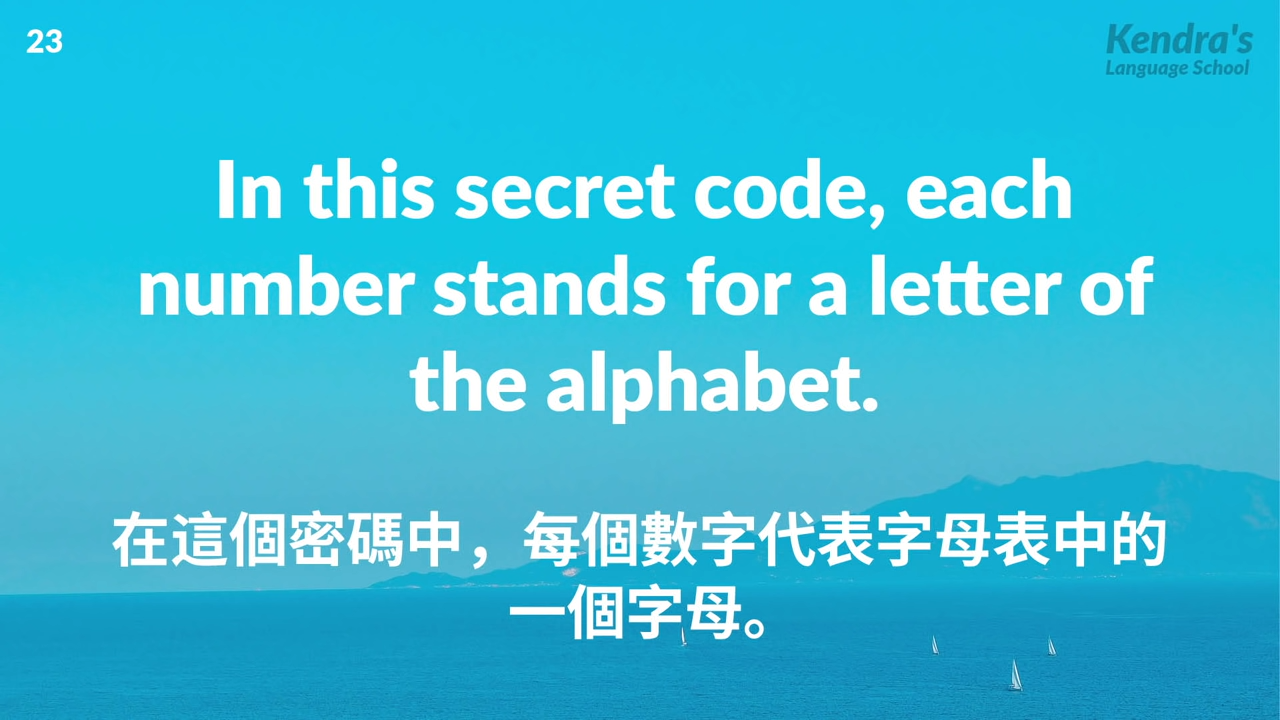 23
Kendra's
Language School
In this secret code, each
number stands for a letter of
the alphabet.
在這個密碼中，每個數字代表字母表中的
一個字母。